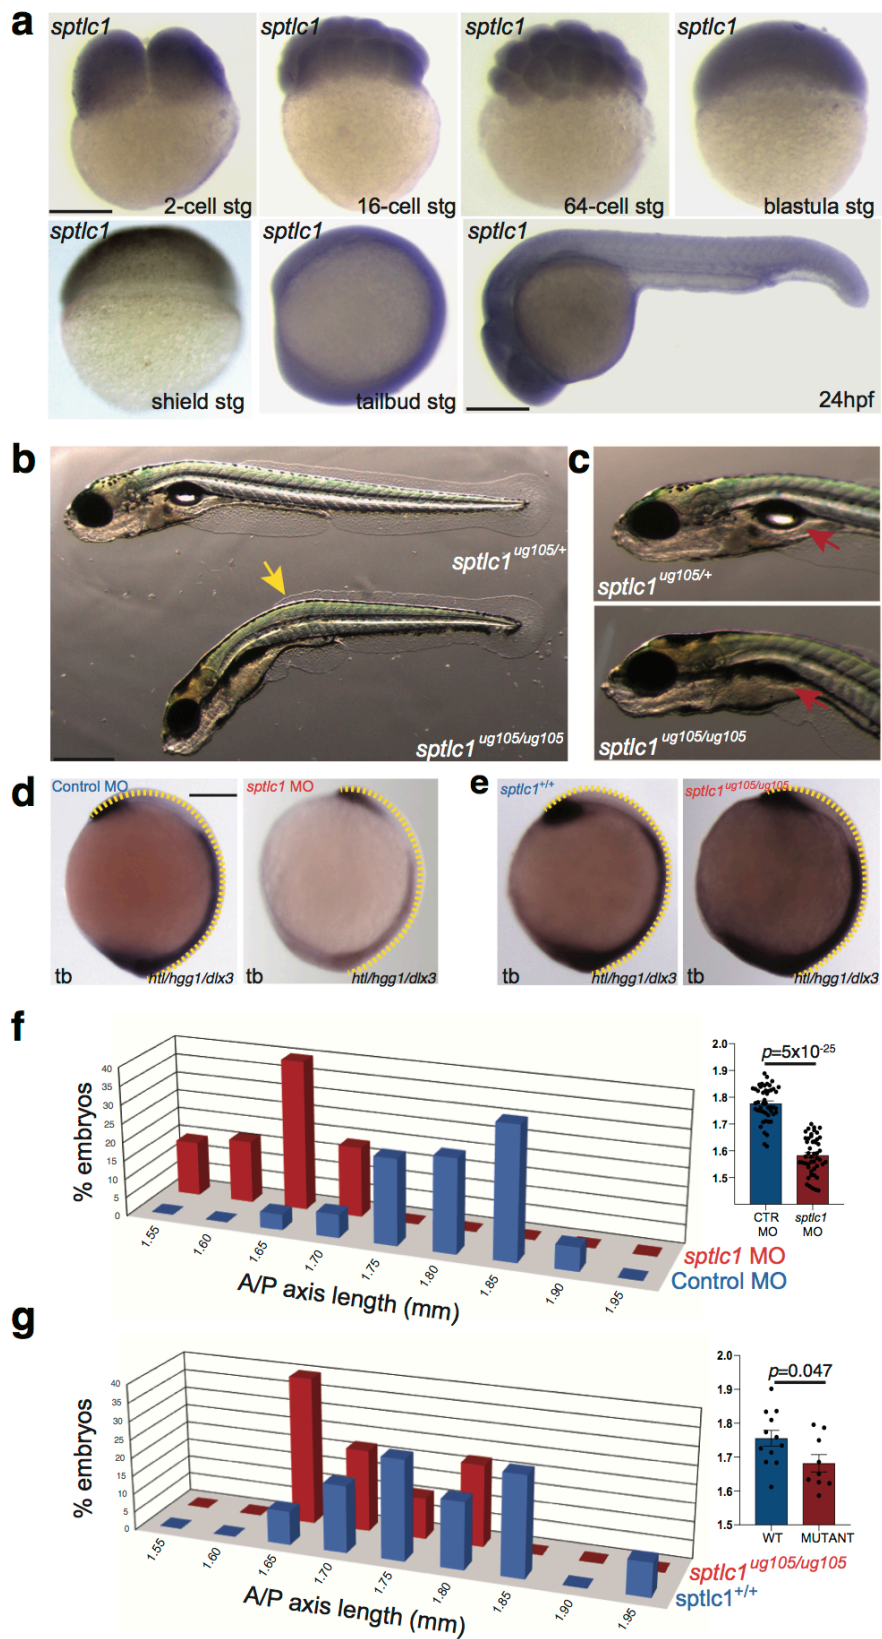 a
sptlc1
sptlc1
sptlc1
sptlc1
2-cell stg
16-cell stg
64-cell stg
blastula stg
sptlc1
sptlc1
sptlc1
shield stg
tailbud stg
24hpf
b
sptlc1ug105/+
sptlc1ug105/ug105
c
sptlc1ug105/+
sptlc1ug105/ug105
d
Control MO
sptlc1 MO
tb
htl/hgg1/dlx3
tb
htl/hgg1/dlx3
e
sptlc1+/+
sptlc1ug105/ug105
tb
htl/hgg1/dlx3
tb
htl/hgg1/dlx3
f
% embryos
40
35
30
25
20
15
10
5
0
1.55
1.60
1.65
1.70
1.75
1.80
1.85
1.90
1.95
A/P axis length (mm)
sptlc1 MO
Control MO
2.0
1.9
1.8
1.7
1.6
1.5
p=5x10-25
CTR
MO
sptlc1
MO
g
% embryos
40
35
30
25
20
15
10
5
0
1.55
1.60
1.65
1.70
1.75
1.80
1.85
1.90
1.95
A/P axis length (mm)
sptlc1ug105/ug105
sptlc1+/+
2.0
1.9
1.8
1.7
1.6
1.5
p=0.047
WT
MUTANT